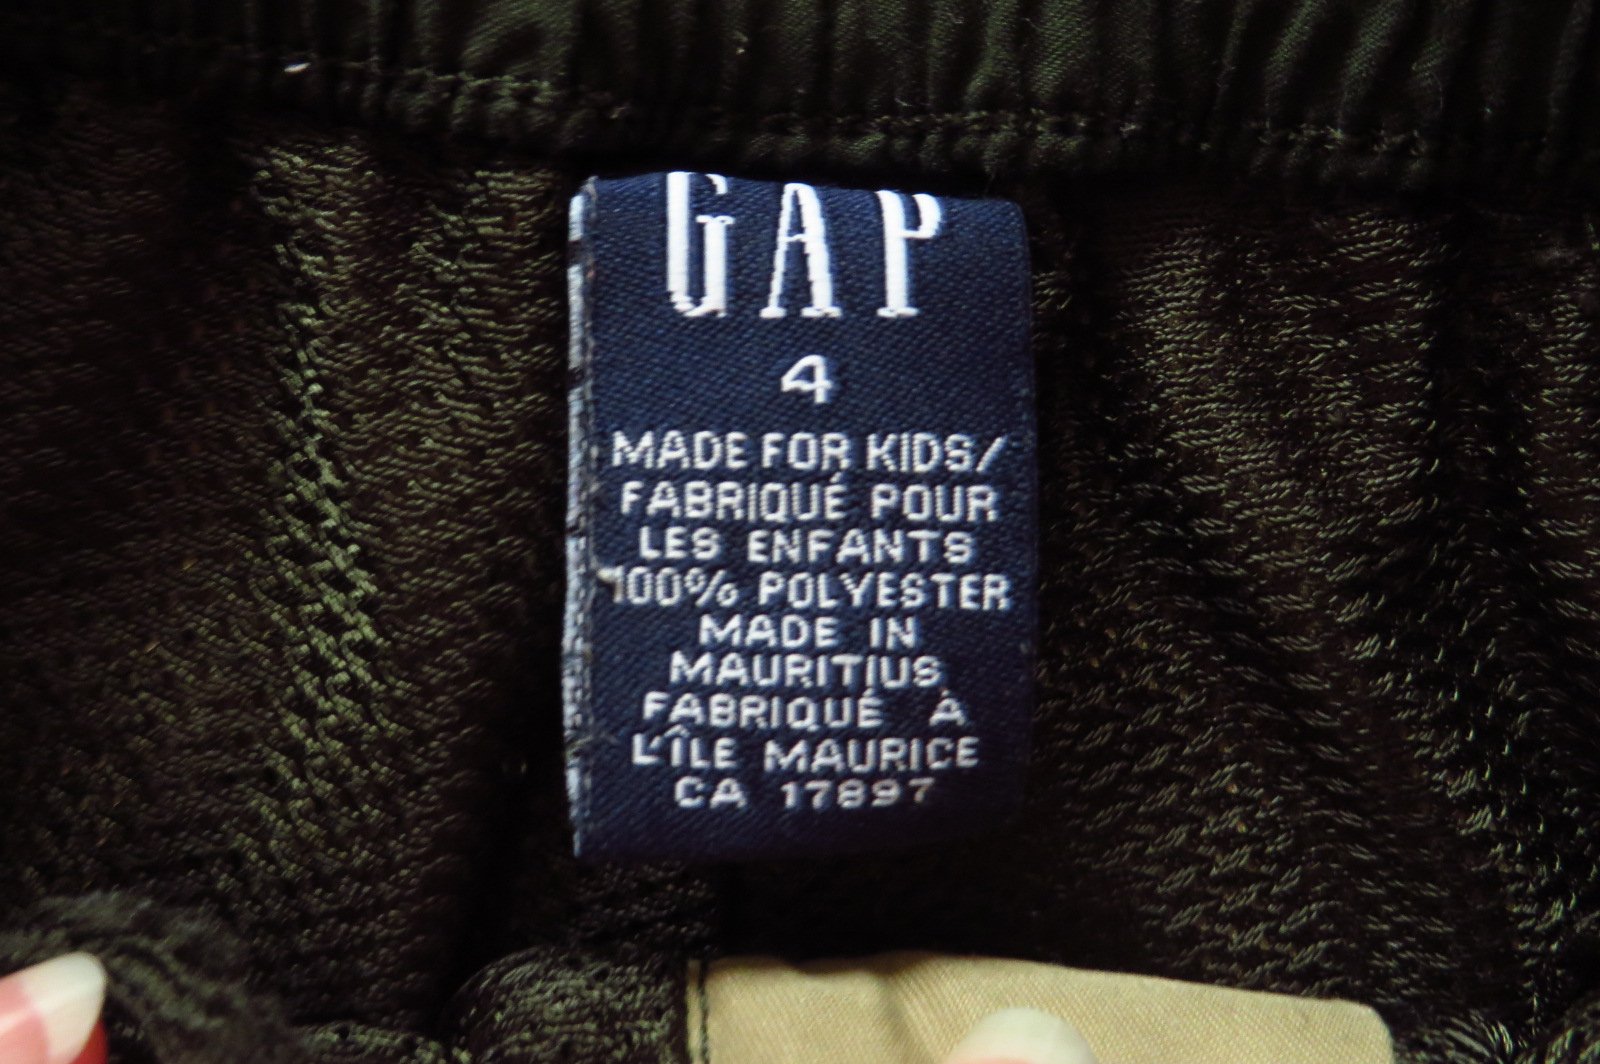 GAP
4
MADE FOR KIDS/
FABRIQUÉ POUR
LES ENFANTS
100% POLYESTER
MADE IN
MAURITIUS
FABRIQUÉ À
L'ÎLE MAURICE
CA 17897